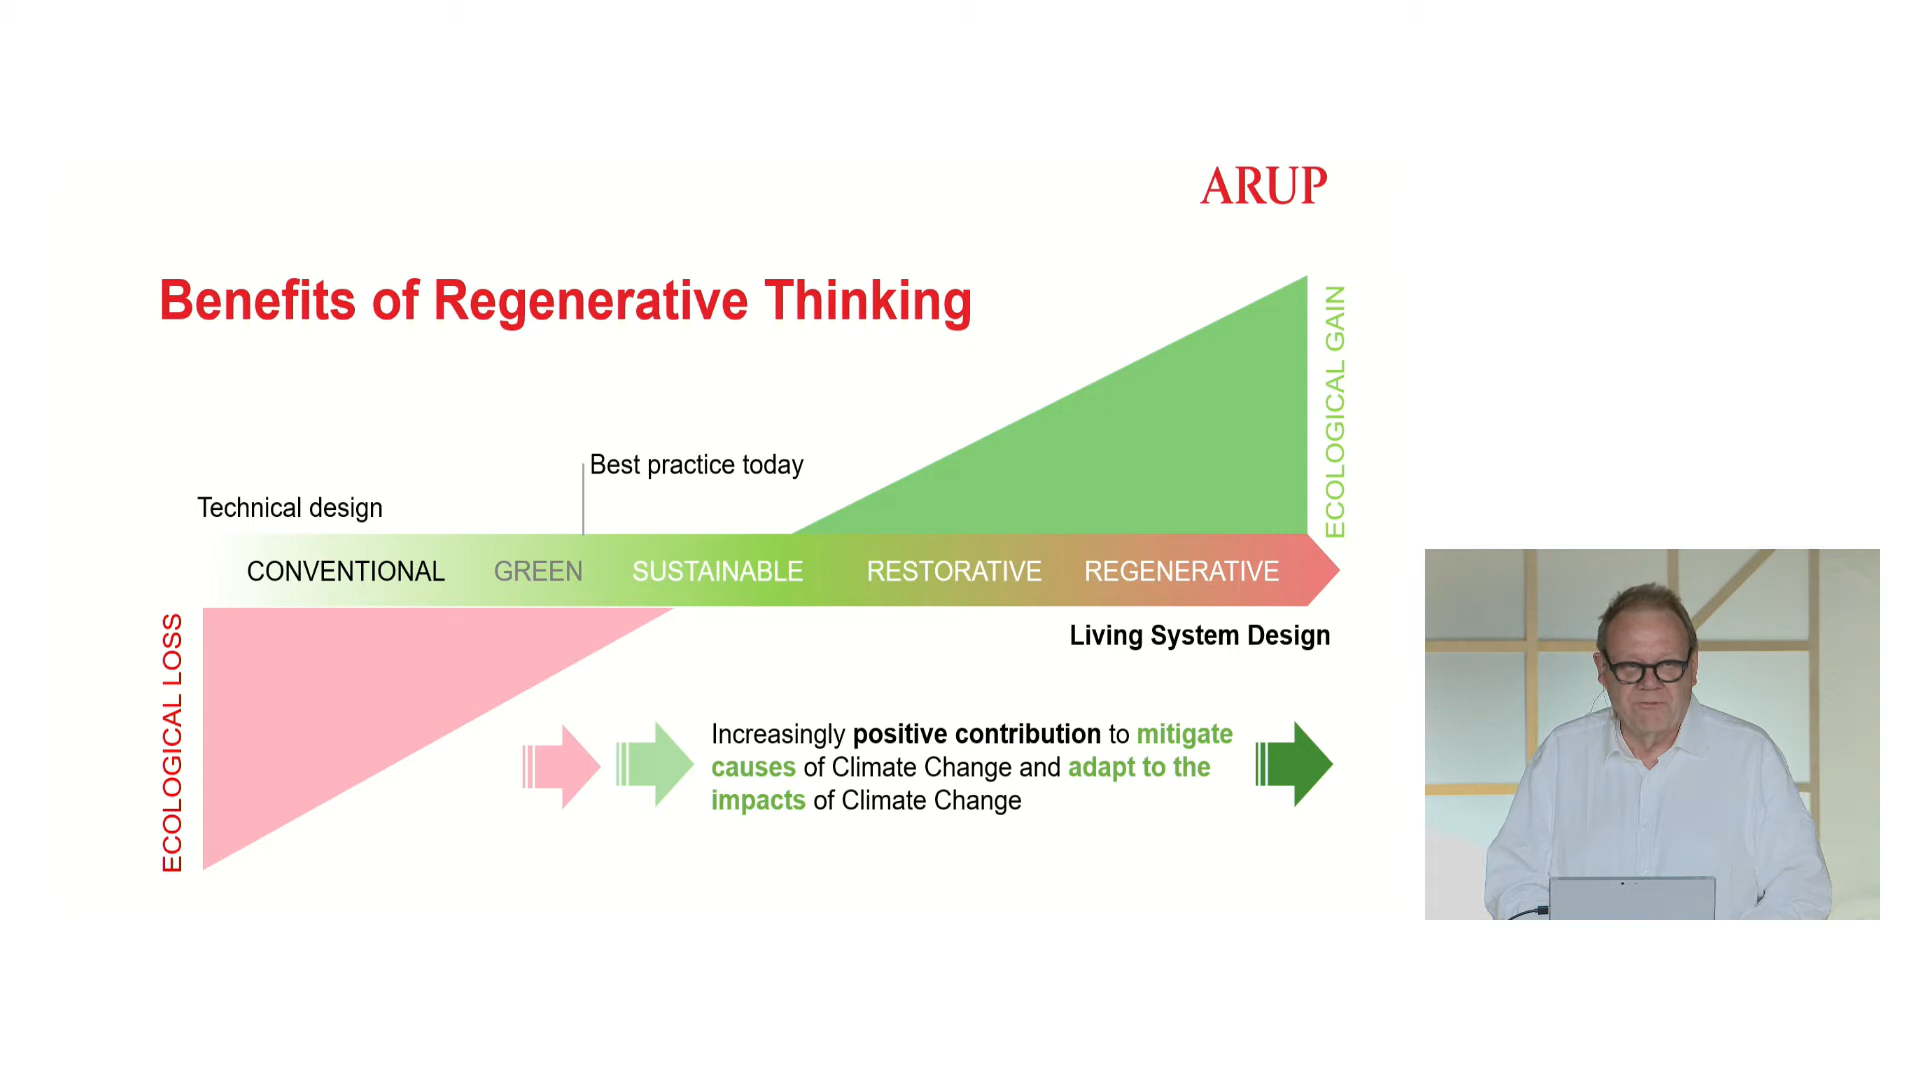 ARUP
Benefits of Regenerative Thinking
ECOLOGICAL GAIN
Best practice today
Technical design
CONVENTIONAL GREEN SUSTAINABLE RESTORATIVE REGENERATIVE
Living System Design
ECOLOGICAL LOSS
Increasingly positive contribution to mitigate
causes of Climate Change and adapt to the
impacts of Climate Change